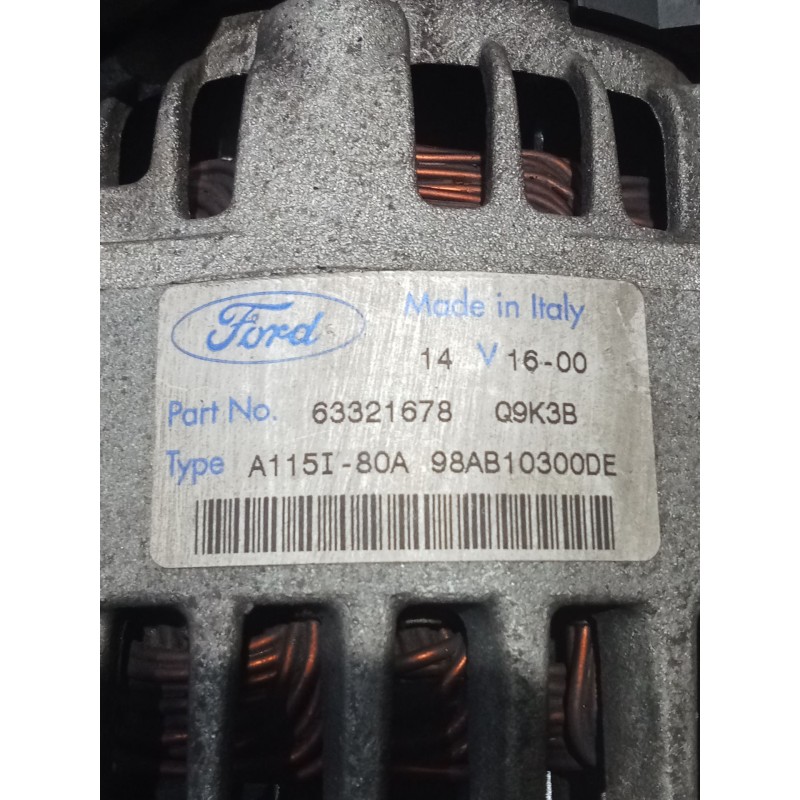 Ford Made in Italy
14 V 16-00
Part No. 63321678 Q9K3B
Type A115I-80A 98AB10300DE